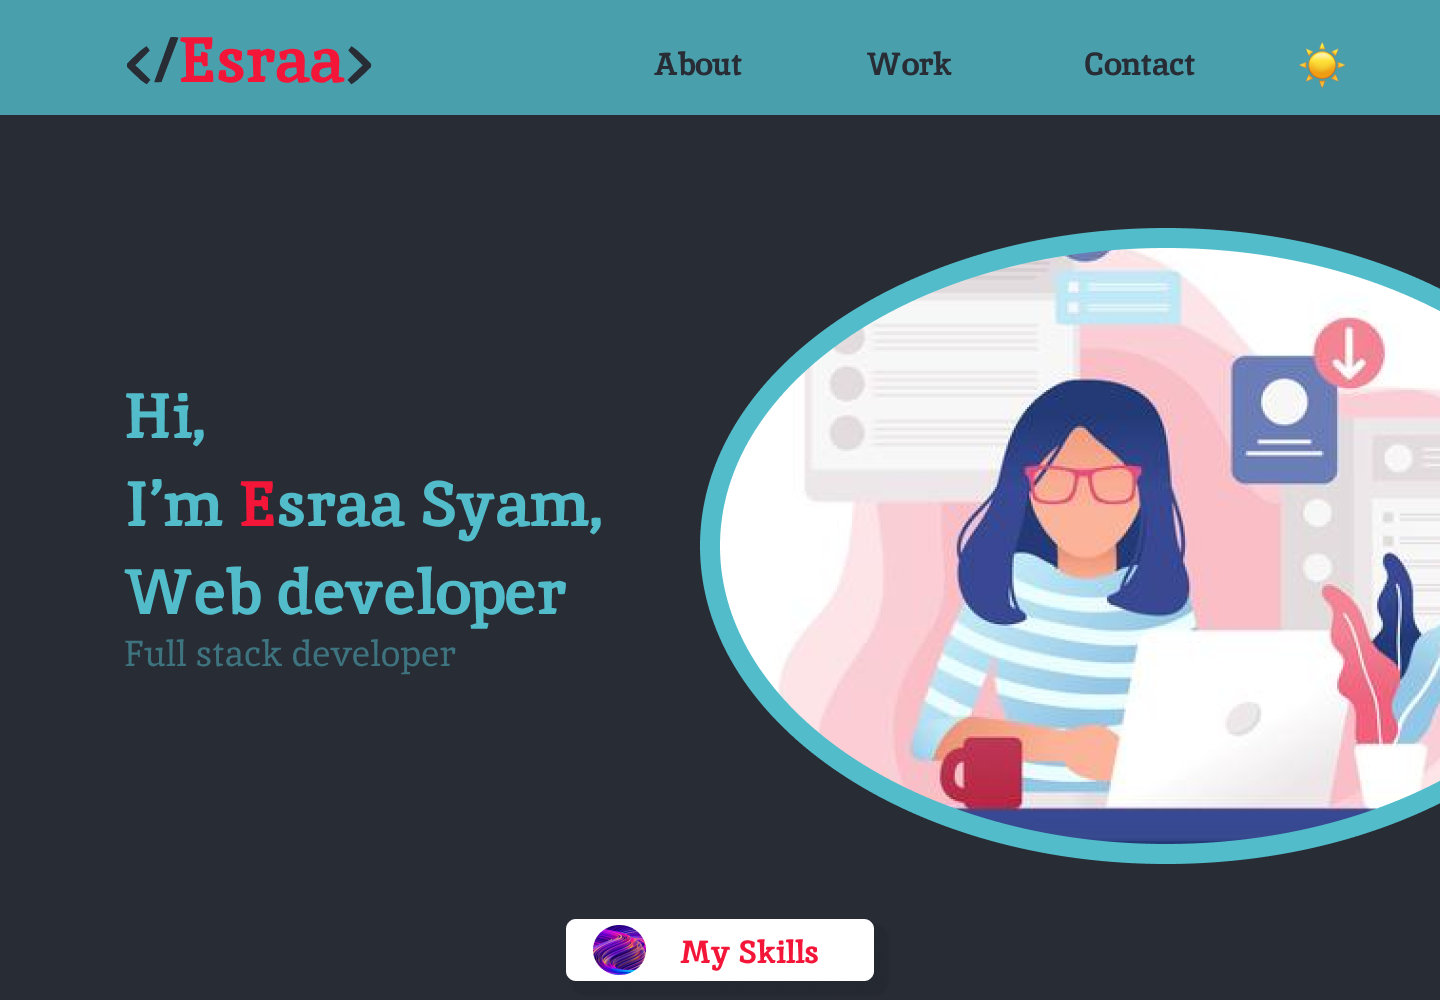 </Esraa>
About
Work
Contact
Hi,
I’m Esraa Syam,
Web developer
Full stack developer
My Skills